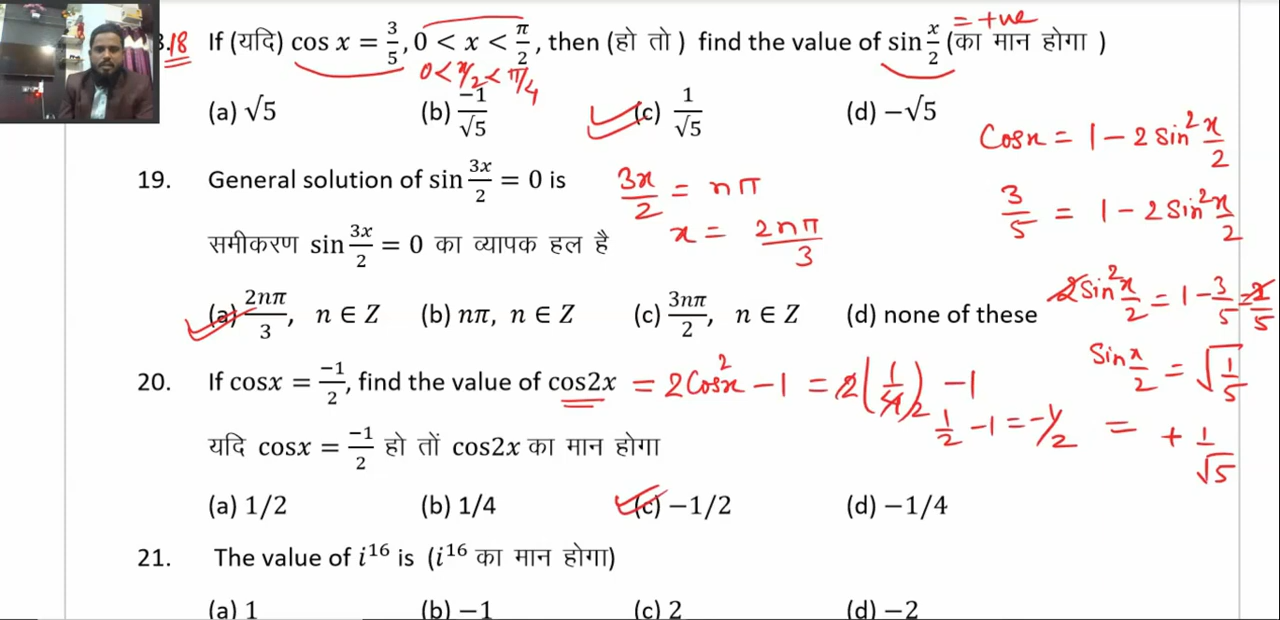 18 If (यदि) cos x = 3/5, 0 < x < π/2, then (हो तो ) find the value of sin x/2 (का मान होगा )
= +ve
0 < x/2 < π/4
(a) √5 (b) −1/√5 (c) 1/√5 (d) −√5
Cosx = 1 − 2 Sin² x/2
3/5 = 1 − 2 Sin² x/2
2 Sin² x/2 = 1 − 3/5 = 2/5
Sin x/2 = √1/5
= + 1/√5
19. General solution of sin 3x/2 = 0 is
3x/2 = nπ
x = 2nπ/3
समीकरण sin 3x/2 = 0 का व्यापक हल है
(a) 2nπ/3, n ∈ Z (b) nπ, n ∈ Z (c) 3nπ/2, n ∈ Z (d) none of these
20. If cosx = −1/2, find the value of cos2x = 2Cos²x − 1 = 2(1/4) − 1
1/2 − 1 = −1/2
यदि cosx = −1/2 हो तों cos2x का मान होगा
(a) 1/2 (b) 1/4 (c) −1/2 (d) −1/4
21. The value of i¹⁶ is (i¹⁶ का मान होगा)
(a) 1 (b) −1 (c) 2 (d) −2